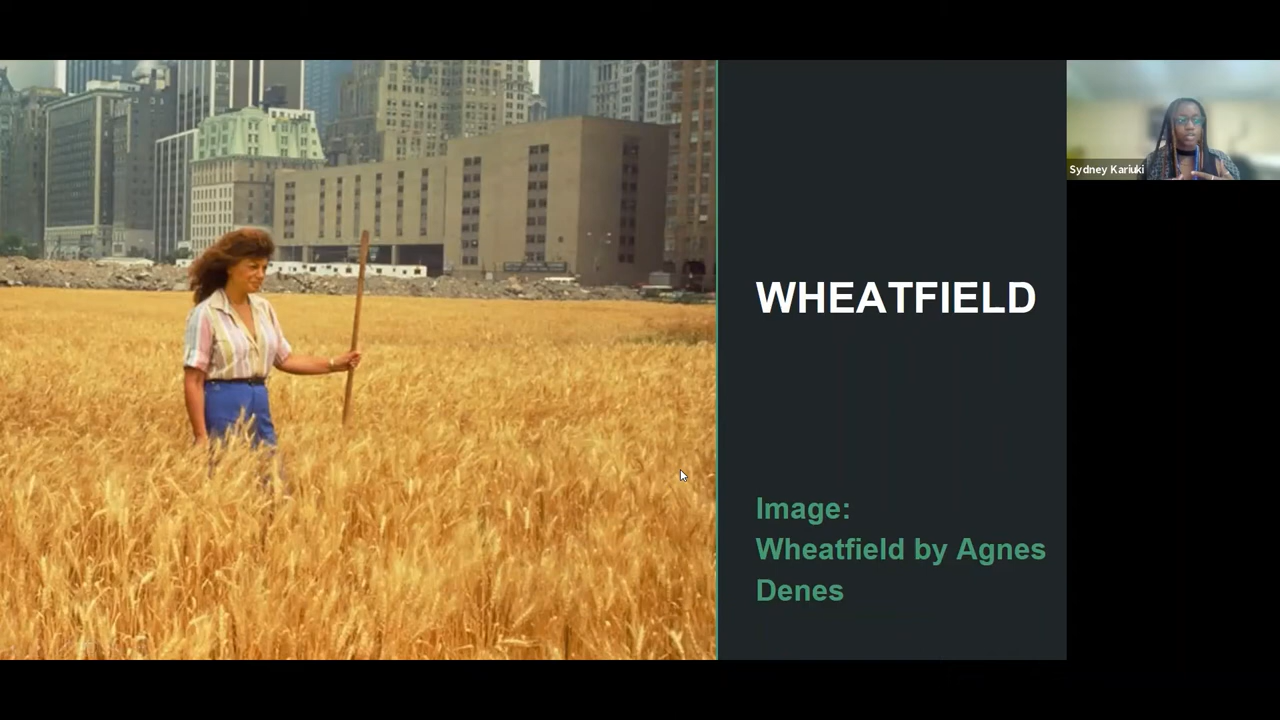 WHEATFIELD
Image:
Wheatfield by Agnes
Denes
Sydney Kariuki